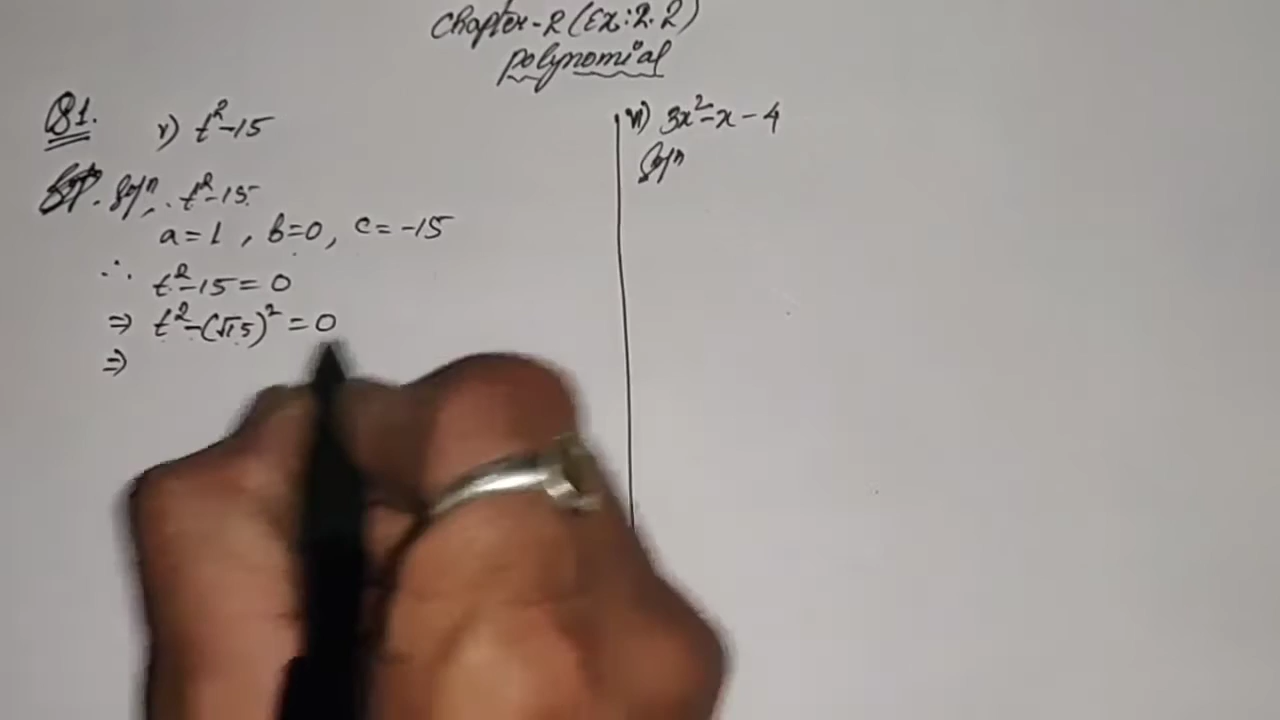 Chapter-2 (Ex: 2.2)
Polynomial
Q1. v) t²-15
Solⁿ, t²-15
a=1, b=0, c=-15
∴ t²-15=0
⇒ t²-(√15)²=0
⇒
vi) 3x²-x-4
Solⁿ